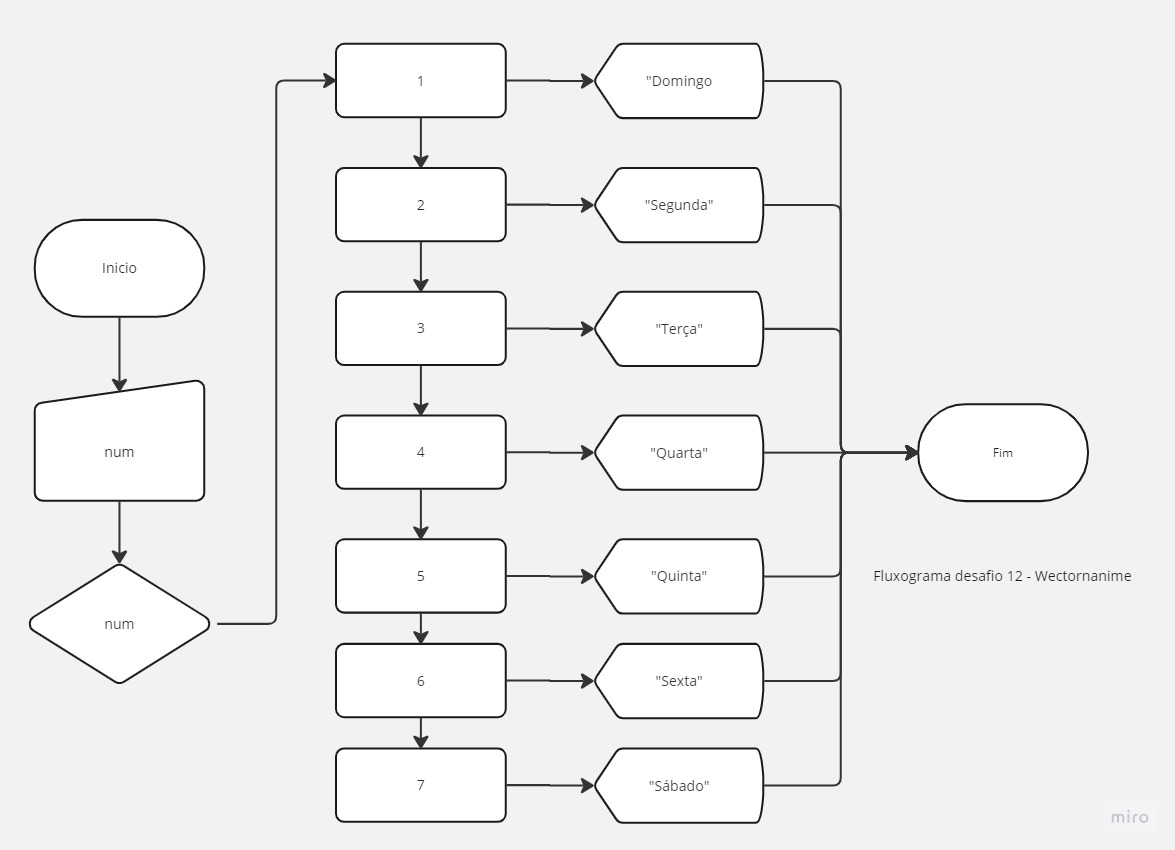 Inicio
num
num
1
"Domingo
2
"Segunda"
3
"Terça"
4
"Quarta"
5
"Quinta"
6
"Sexta"
7
"Sábado"
Fim
Fluxograma desafio 12 - Wectornanime
miro